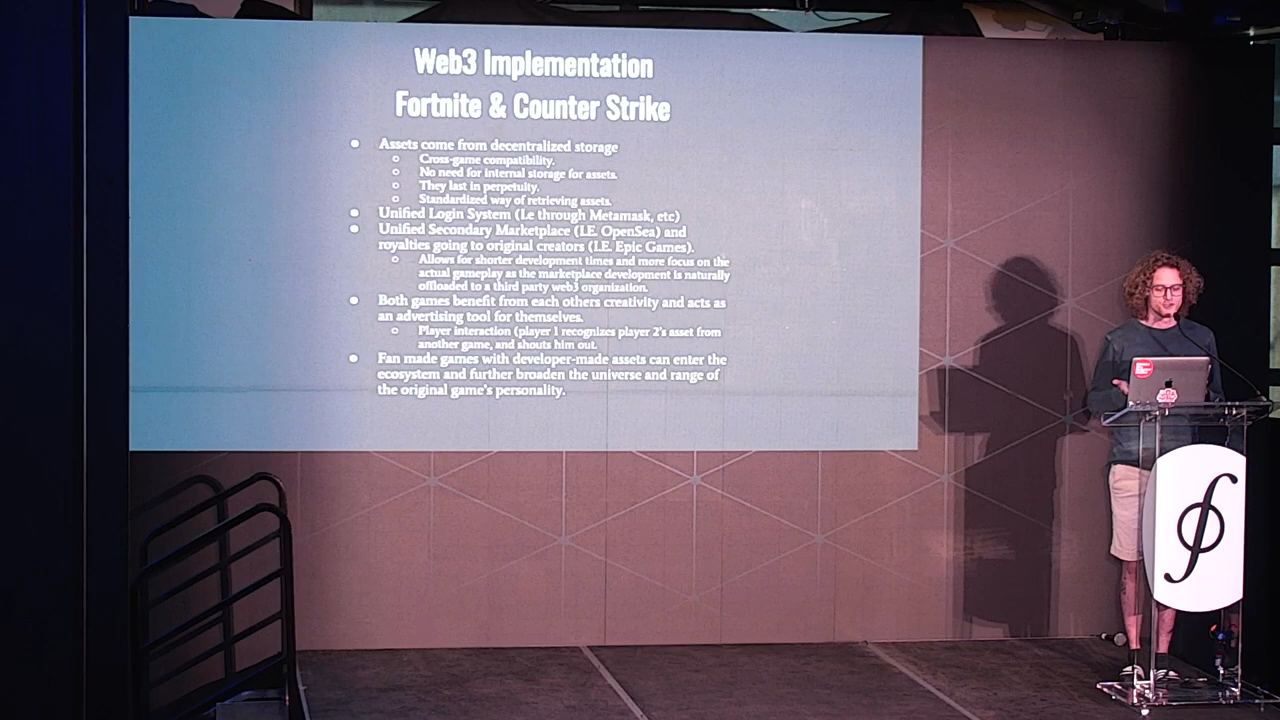 Web3 Implementation
Fortnite & Counter Strike
● Assets come from decentralized storage
○ Cross-game compatibility.
○ No need for internal storage for assets.
○ They last in perpetuity.
○ Standardized way of retrieving assets.
● Unified Login System (I.e through Metamask, etc)
● Unified Secondary Marketplace (I.E. OpenSea) and
royalties going to original creators (I.E. Epic Games).
○ Allows for shorter development times and more focus on the
actual gameplay as the marketplace development is naturally
offloaded to a third party web3 organization.
● Both games benefit from each others creativity and acts as
an advertising tool for themselves.
○ Player interaction (player 1 recognizes player 2's asset from
another game, and shouts him out.
● Fan made games with developer-made assets can enter the
ecosystem and further broaden the universe and range of
the original game's personality.